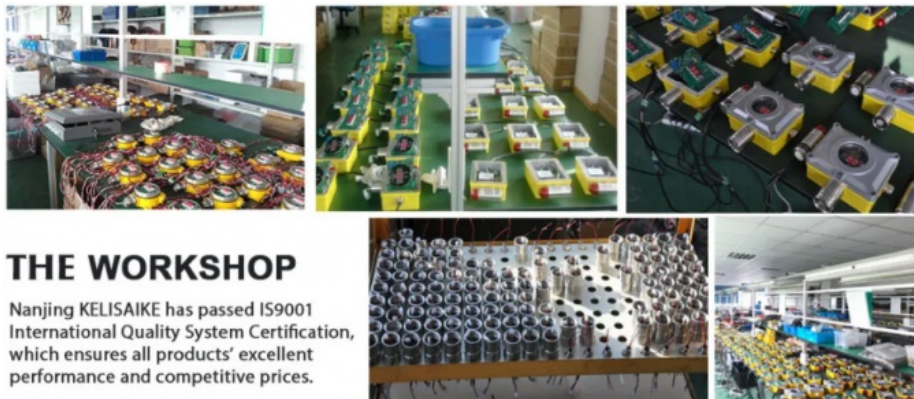 THE WORKSHOP
Nanjing KELISAIKE has passed IS9001
International Quality System Certification,
which ensures all products' excellent
performance and competitive prices.